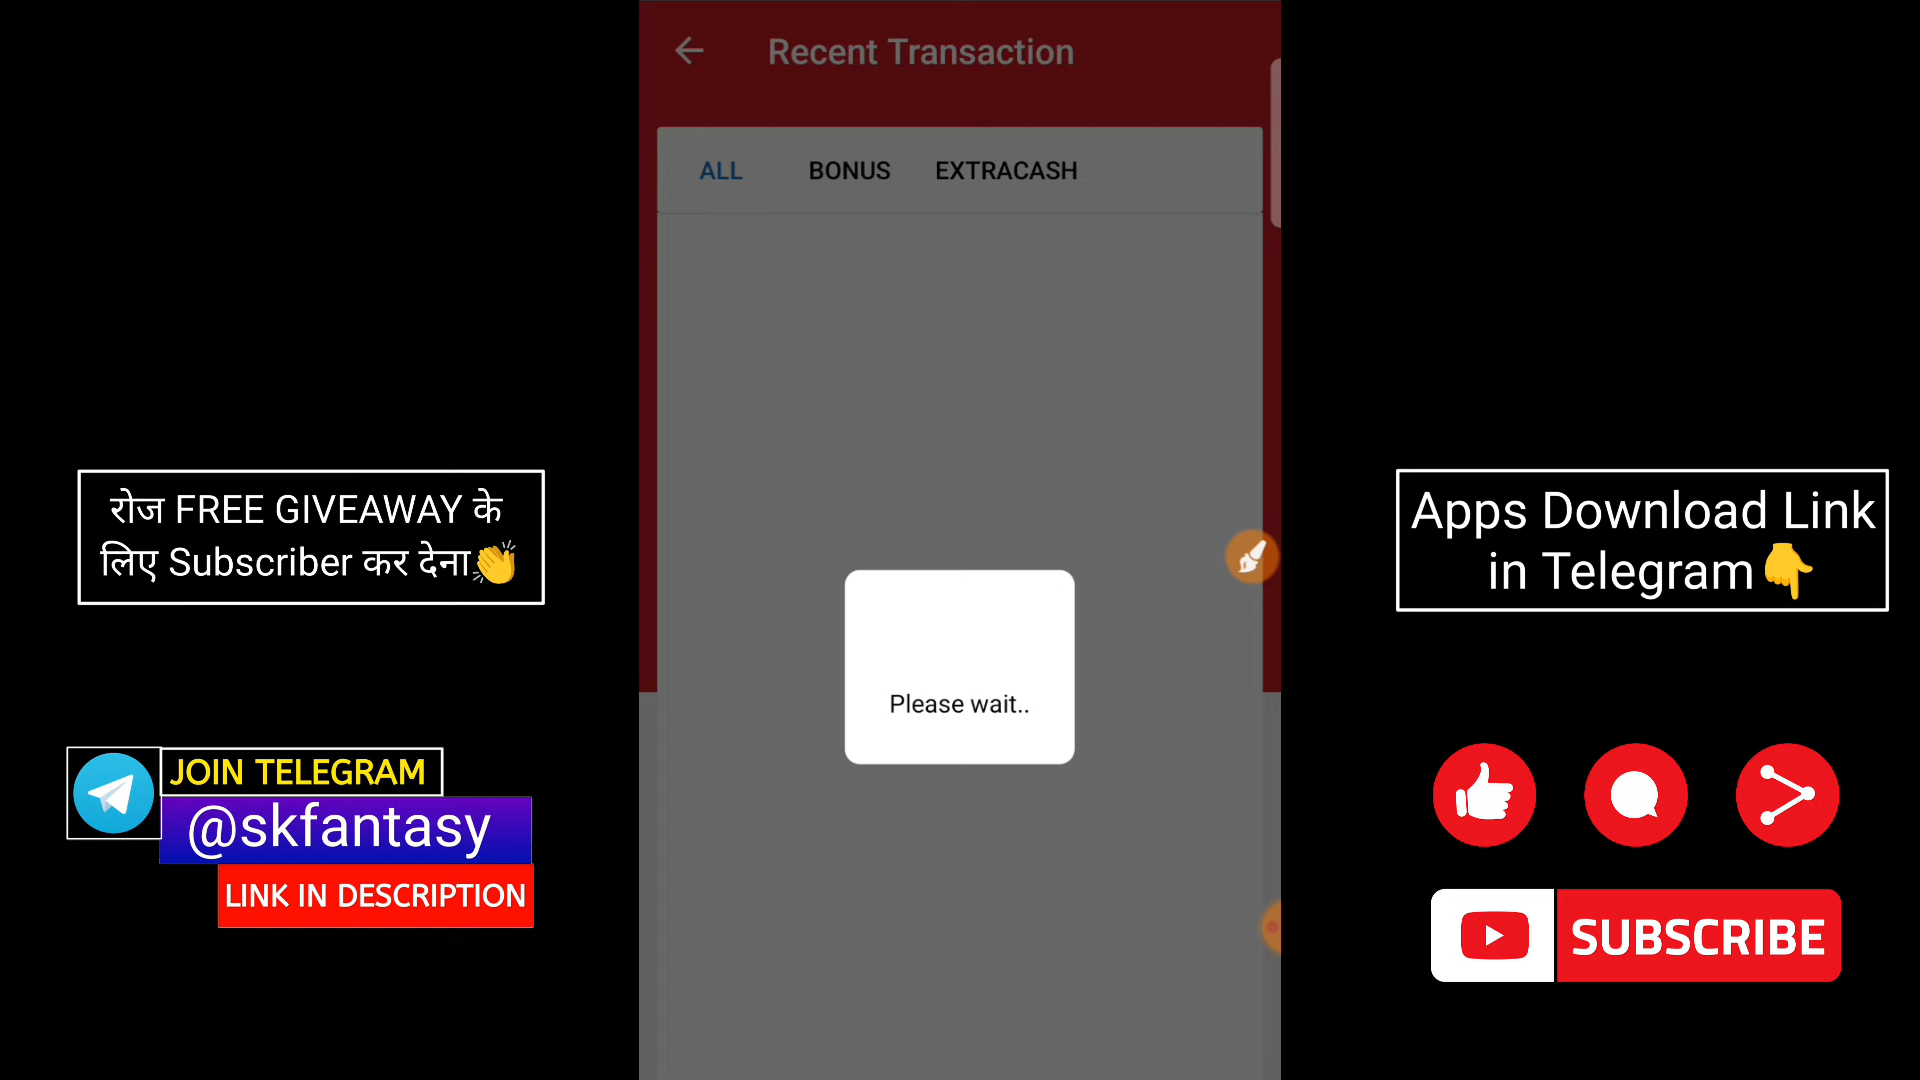 Recent Transaction
ALL BONUS EXTRACASH
Please wait..
रोज FREE GIVEAWAY के
लिए Subscriber कर देना👏
JOIN TELEGRAM
@skfantasy
LINK IN DESCRIPTION
Apps Download Link
in Telegram👇
SUBSCRIBE